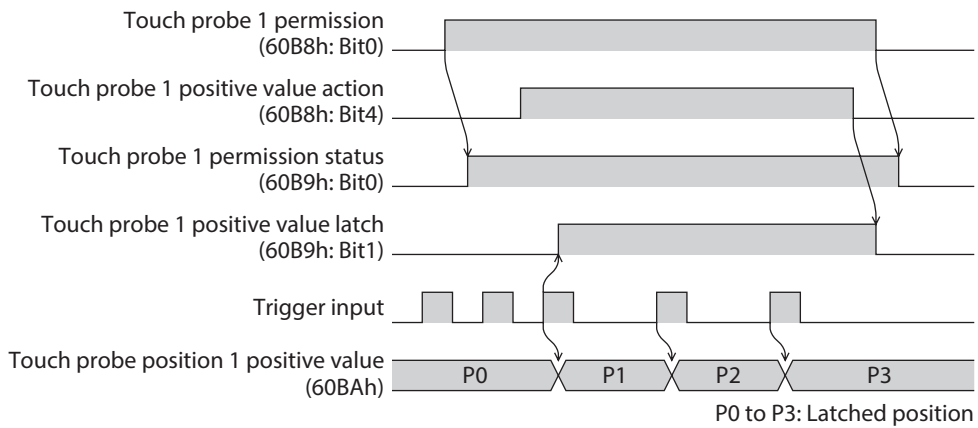 Touch probe 1 permission
(60B8h: Bit0)
Touch probe 1 positive value action
(60B8h: Bit4)
Touch probe 1 permission status
(60B9h: Bit0)
Touch probe 1 positive value latch
(60B9h: Bit1)
Trigger input
Touch probe position 1 positive value
(60BAh)
P0 P1 P2 P3
P0 to P3: Latched position